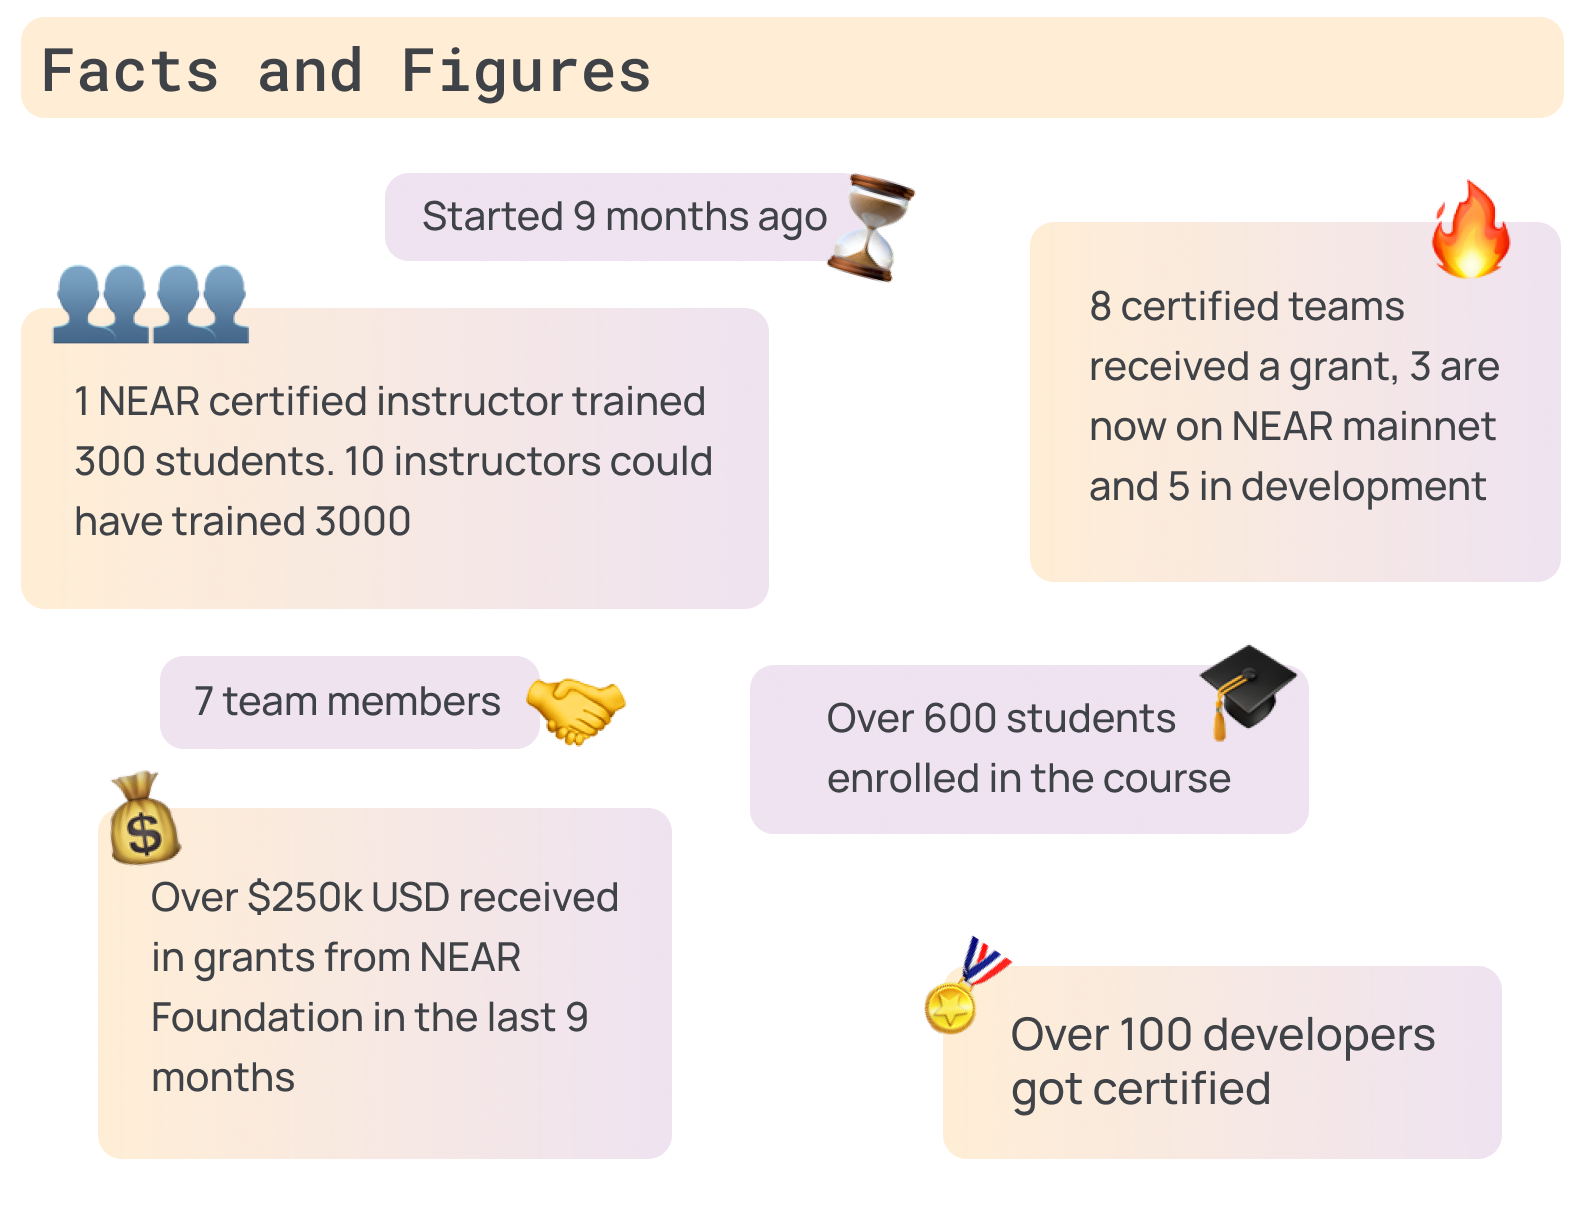 Facts and Figures
Started 9 months ago
1 NEAR certified instructor trained
300 students. 10 instructors could
have trained 3000
8 certified teams
received a grant, 3 are
now on NEAR mainnet
and 5 in development
7 team members
Over 600 students
enrolled in the course
$
Over $250k USD received
in grants from NEAR
Foundation in the last 9
months
Over 100 developers
got certified